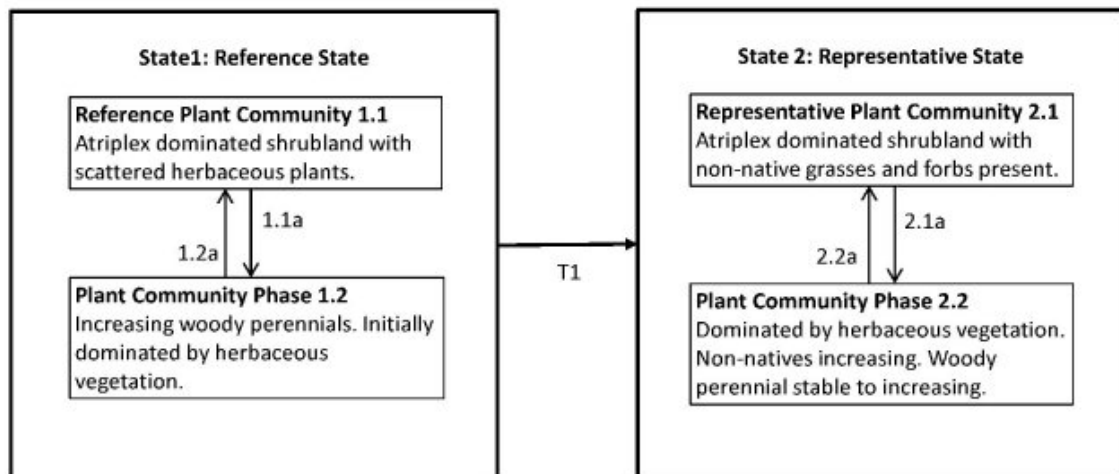 State1: Reference State
Reference Plant Community 1.1
Atriplex dominated shrubland with
scattered herbaceous plants.
1.1a
1.2a
Plant Community Phase 1.2
Increasing woody perennials. Initially
dominated by herbaceous
vegetation.
T1
State 2: Representative State
Representative Plant Community 2.1
Atriplex dominated shrubland with
non-native grasses and forbs present.
2.1a
2.2a
Plant Community Phase 2.2
Dominated by herbaceous vegetation.
Non-natives increasing. Woody
perennial stable to increasing.